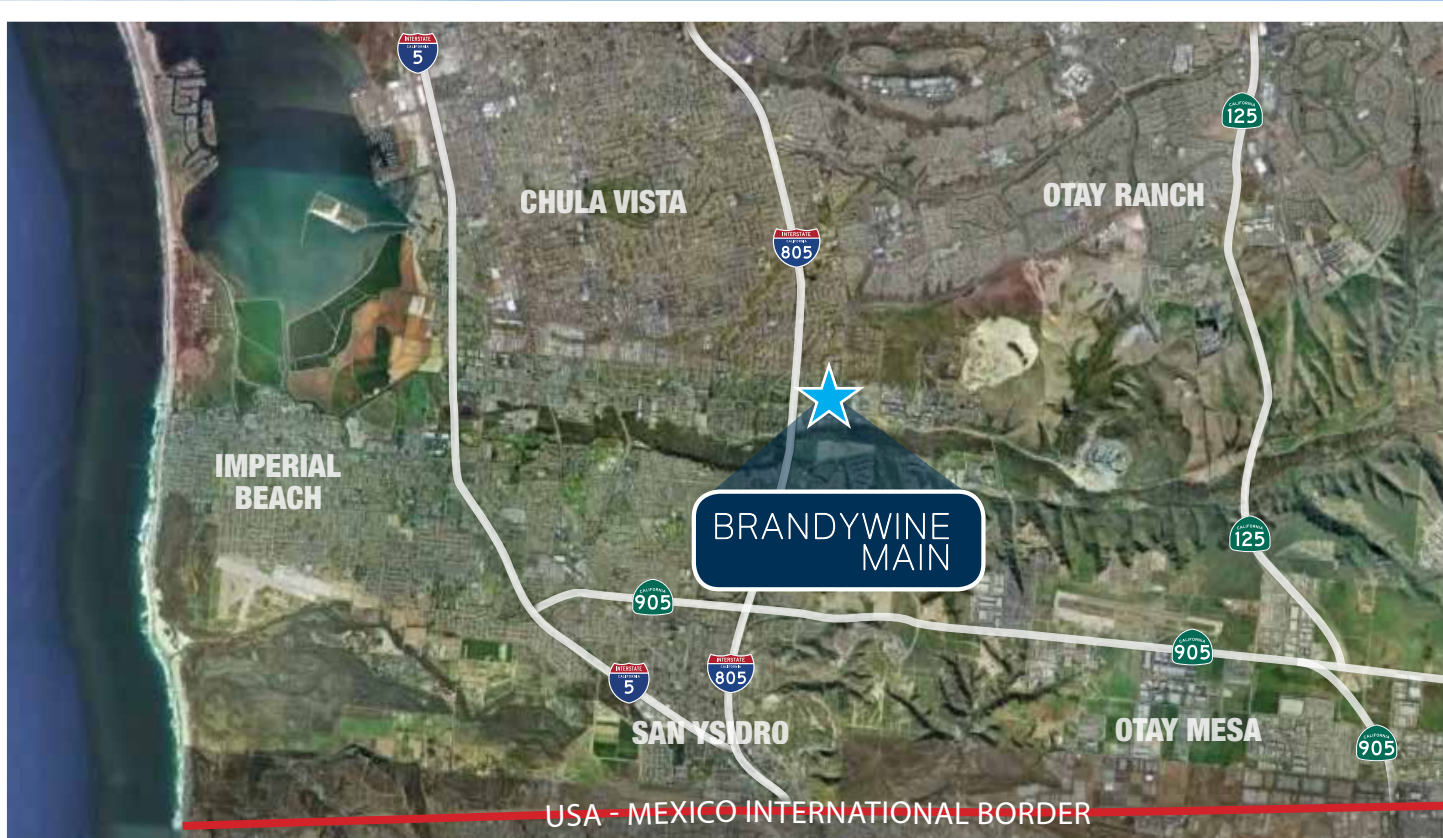 INTERSTATE
CALIFORNIA
5
CALIFORNIA
125
CHULA VISTA
OTAY RANCH
INTERSTATE
CALIFORNIA
805
IMPERIAL
BEACH
BRANDYWINE
MAIN
CALIFORNIA
125
CALIFORNIA
905
CALIFORNIA
905
INTERSTATE
CALIFORNIA
5
INTERSTATE
CALIFORNIA
805
SAN YSIDRO
OTAY MESA
CALIFORNIA
905
USA - MEXICO INTERNATIONAL BORDER